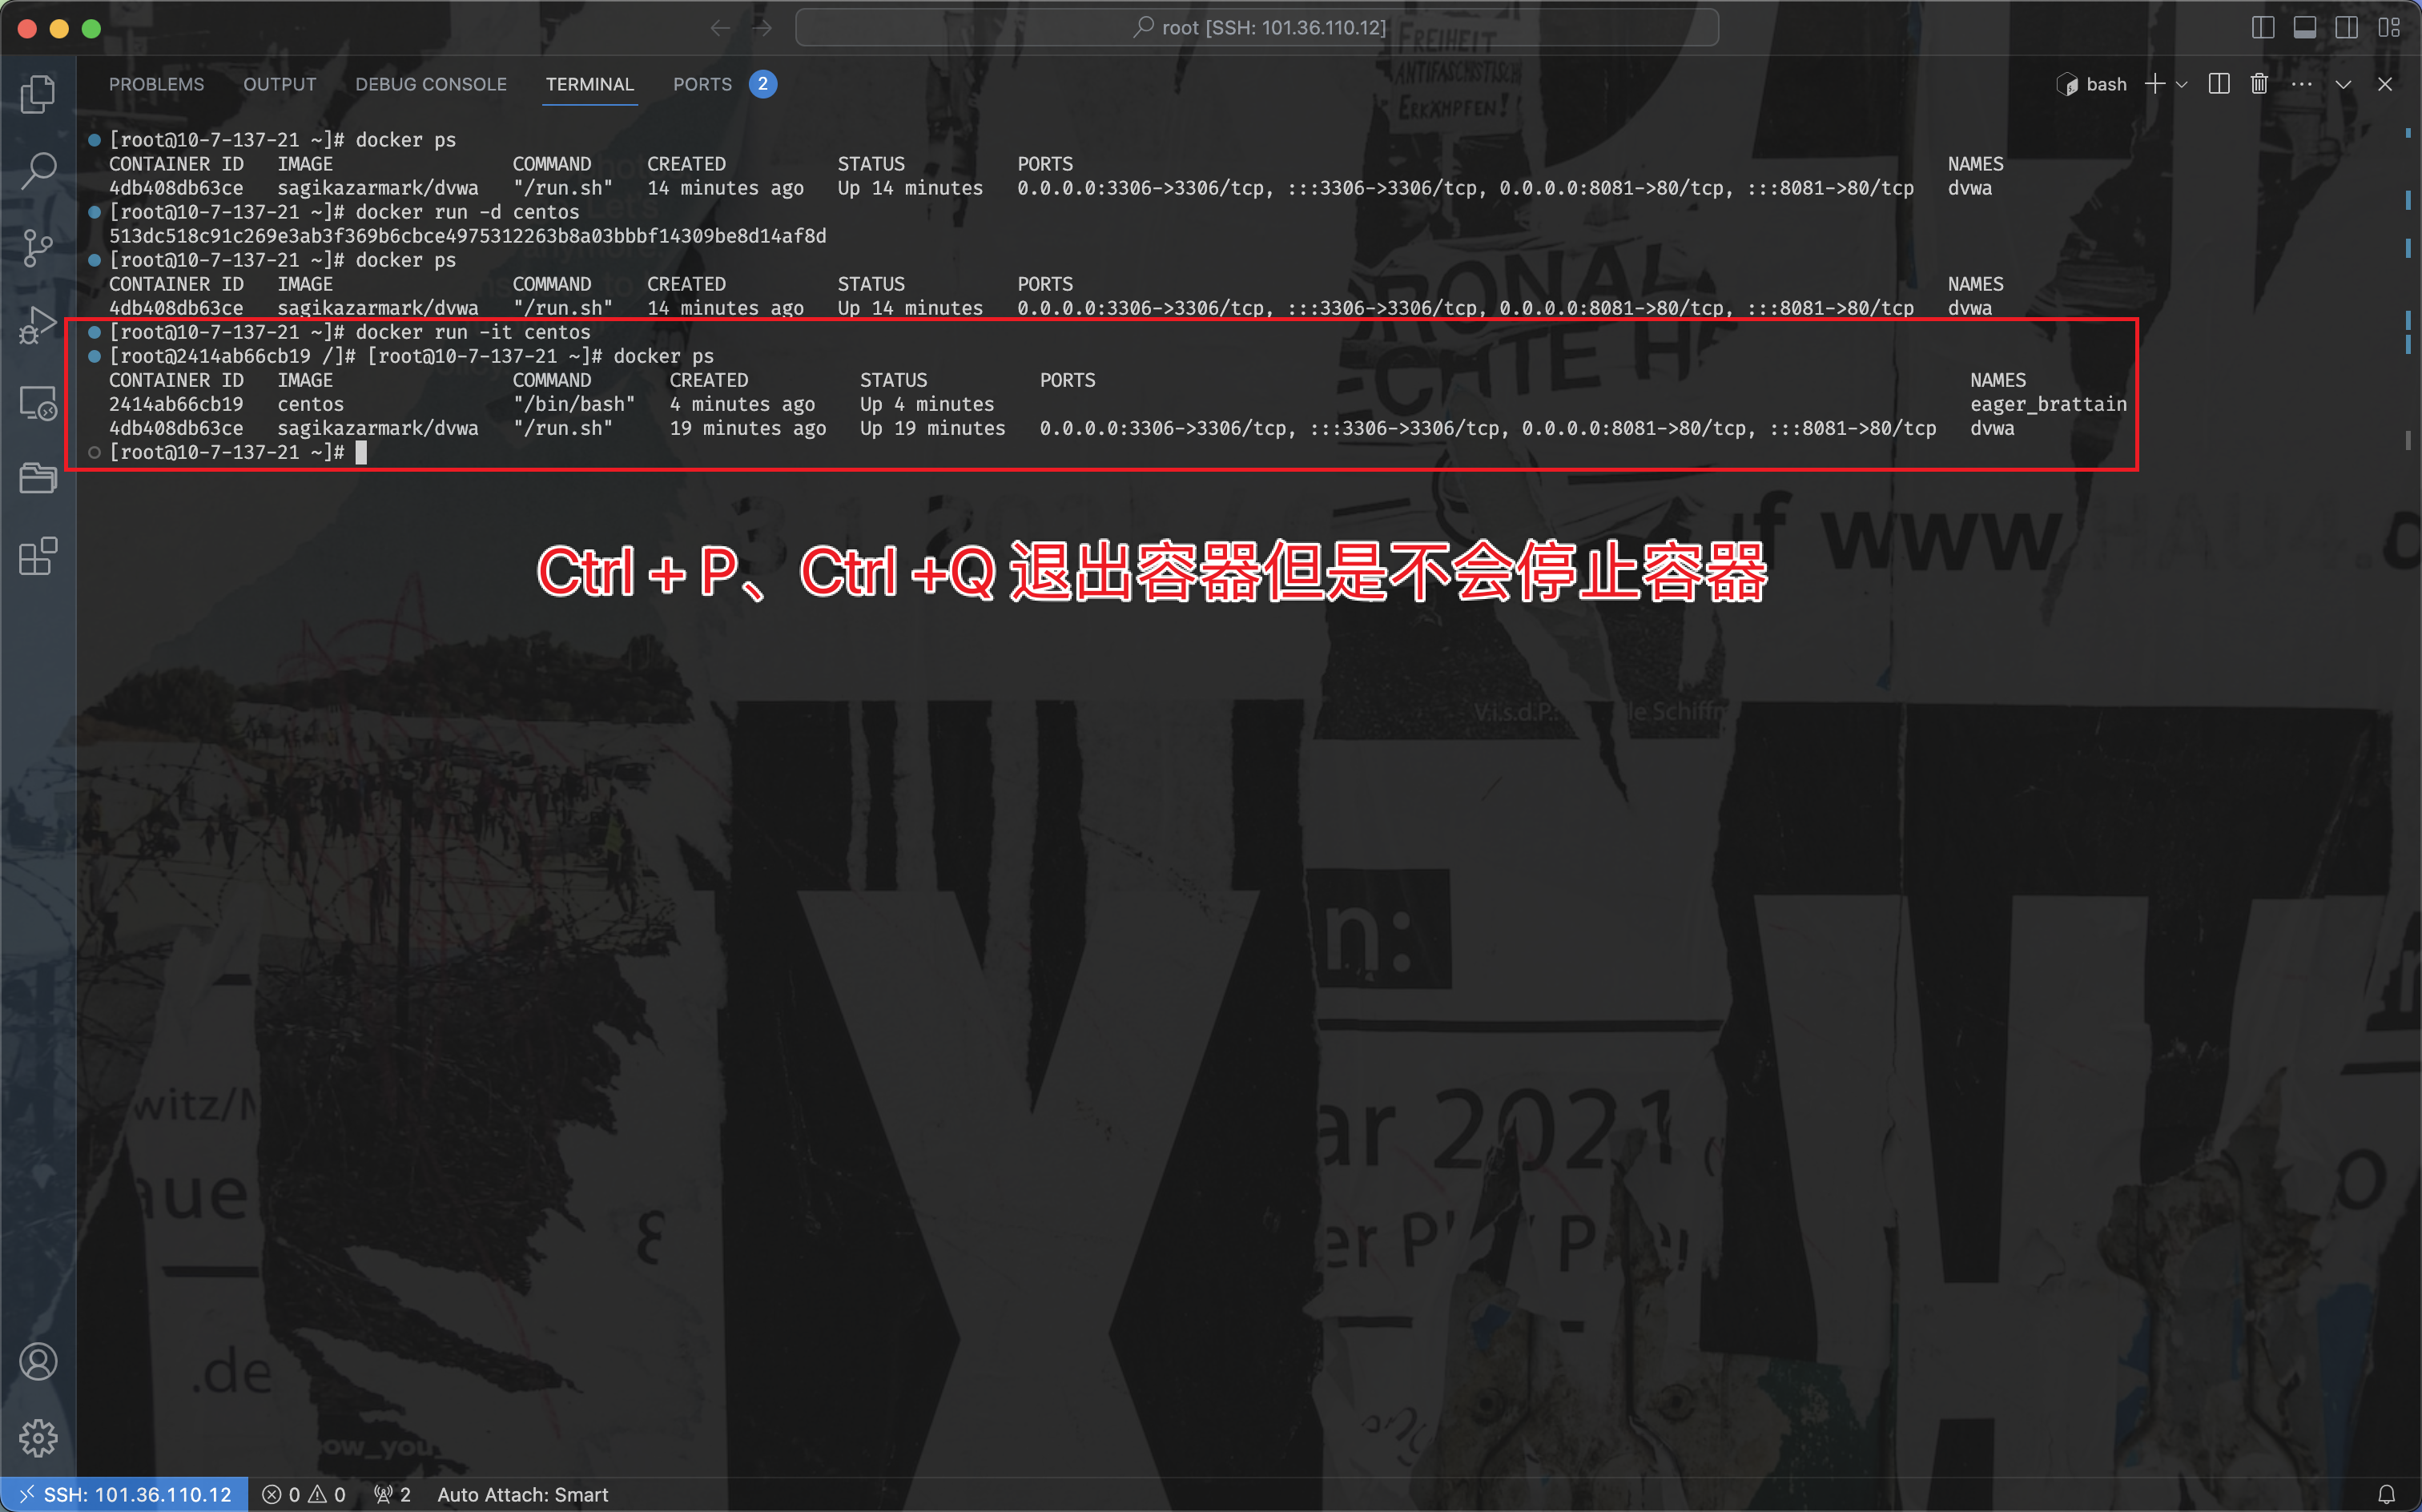 root [SSH: 101.36.110.12]
PROBLEMS OUTPUT DEBUG CONSOLE TERMINAL PORTS 2
bash
[root@10-7-137-21 ~]# docker ps
CONTAINER ID IMAGE COMMAND CREATED STATUS PORTS NAMES
4db408db63ce sagikazarmark/dvwa "/run.sh" 14 minutes ago Up 14 minutes 0.0.0.0:3306->3306/tcp, :::3306->3306/tcp, 0.0.0.0:8081->80/tcp, :::8081->80/tcp dvwa
[root@10-7-137-21 ~]# docker run -d centos
513dc518c91c269e3ab3f369b6cbce4975312263b8a03bbbf14309be8d14af8d
[root@10-7-137-21 ~]# docker ps
CONTAINER ID IMAGE COMMAND CREATED STATUS PORTS NAMES
4db408db63ce sagikazarmark/dvwa "/run.sh" 14 minutes ago Up 14 minutes 0.0.0.0:3306->3306/tcp, :::3306->3306/tcp, 0.0.0.0:8081->80/tcp, :::8081->80/tcp dvwa
[root@10-7-137-21 ~]# docker run -it centos
[root@2414ab66cb19 /]# [root@10-7-137-21 ~]# docker ps
CONTAINER ID IMAGE COMMAND CREATED STATUS PORTS NAMES
2414ab66cb19 centos "/bin/bash" 4 minutes ago Up 4 minutes eager_brattain
4db408db63ce sagikazarmark/dvwa "/run.sh" 19 minutes ago Up 19 minutes 0.0.0.0:3306->3306/tcp, :::3306->3306/tcp, 0.0.0.0:8081->80/tcp, :::8081->80/tcp dvwa
[root@10-7-137-21 ~]#
Ctrl + P、Ctrl +Q 退出容器但是不会停止容器
FREIHEIT
ANTIFASCHISTISCH
ERKÄMPFEN!
www
n:
ar 2021
.de
SSH: 101.36.110.12 0 0 2 Auto Attach: Smart